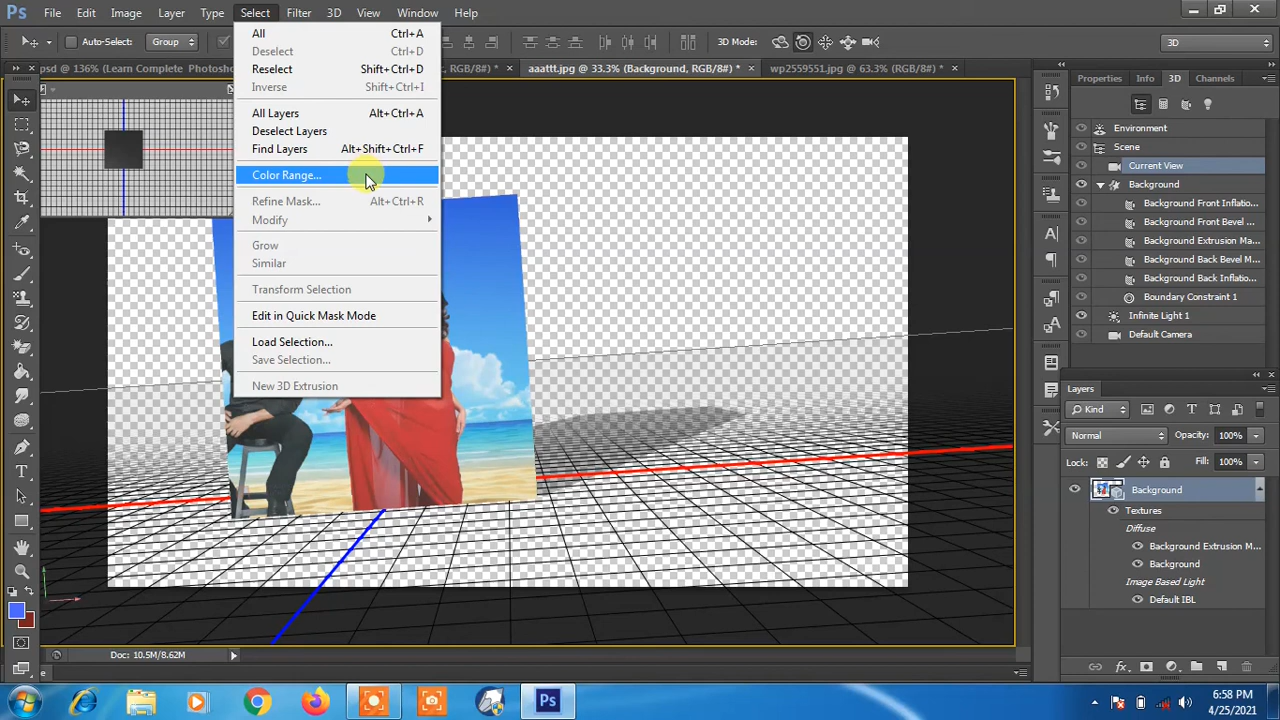 Ps File Edit Image Layer Type Select Filter 3D View Window Help
Auto-Select: Group 3D Mode: 3D
psd @ 136% (Learn Complete Photosh , RGB/8#) * × aaattt.jpg @ 33.3% (Background, RGB/8#) * × wp2559551.jpg @ 63.3% (RGB/8#) * ×
All Ctrl+A
Deselect Ctrl+D
Reselect Shift+Ctrl+D
Inverse Shift+Ctrl+I
All Layers Alt+Ctrl+A
Deselect Layers
Find Layers Alt+Shift+Ctrl+F
Color Range...
Refine Mask... Alt+Ctrl+R
Modify
Grow
Similar
Transform Selection
Edit in Quick Mask Mode
Load Selection...
Save Selection...
New 3D Extrusion
Properties Info 3D Channels
Environment
Scene
Current View
Background
Background Front Inflatio...
Background Front Bevel ...
Background Extrusion Ma...
Background Back Bevel M...
Background Back Inflatio...
Boundary Constraint 1
Infinite Light 1
Default Camera
Layers
Kind
Normal Opacity: 100%
Lock: Fill: 100%
Background
Textures
Diffuse
Background Extrusion M...
Background
Image Based Light
Default IBL
Doc: 10.5M/8.62M
Ps
6:58 PM
4/25/2021